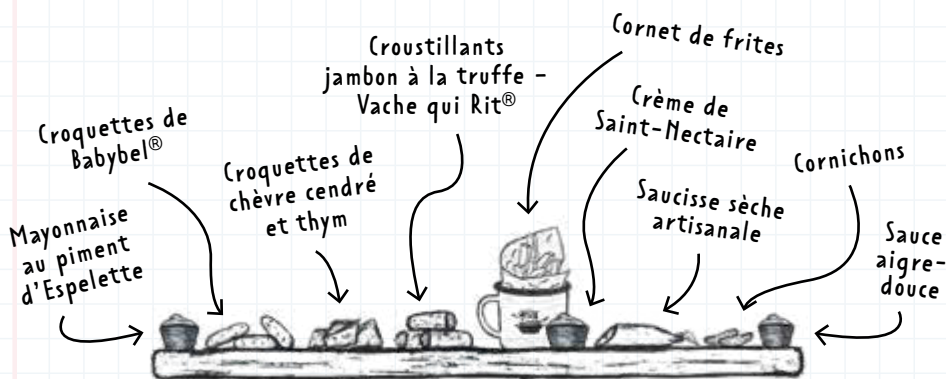 Mayonnaise
au piment
d'Espelette
Croquettes de
Babybel®
Croquettes de
chèvre cendré
et thym
Croustillants
jambon à la truffe –
Vache qui Rit®
Cornet de frites
Crème de
Saint-Nectaire
Saucisse sèche
artisanale
Cornichons
Sauce
aigre-
douce